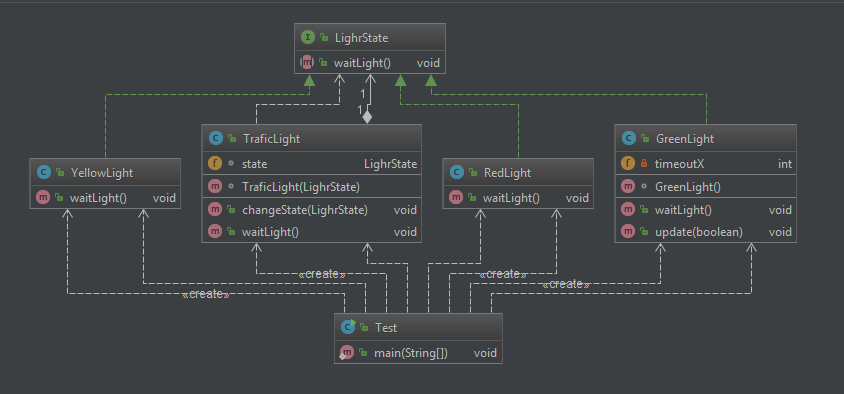 LighrState
waitLight() void
1
1
TraficLight
state LighrState
TraficLight(LighrState)
changeState(LighrState) void
waitLight() void
GreenLight
timeoutX int
GreenLight()
waitLight() void
update(boolean) void
YellowLight
waitLight() void
RedLight
waitLight() void
«create»
«create»
«create»
«create»
Test
main(String[]) void